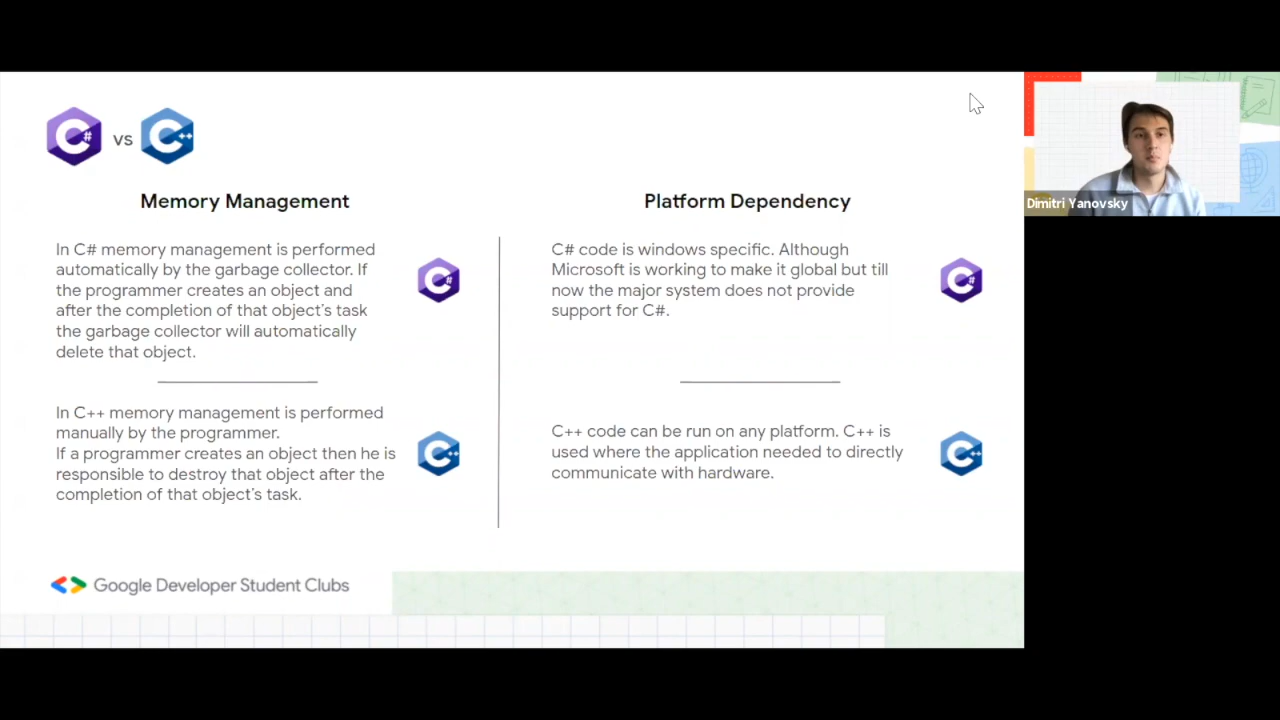 C# vs C++
Memory Management
In C# memory management is performed
automatically by the garbage collector. If
the programmer creates an object and
after the completion of that object's task
the garbage collector will automatically
delete that object.
C#
In C++ memory management is performed
manually by the programmer.
If a programmer creates an object then he is
responsible to destroy that object after the
completion of that object's task.
C++
Platform Dependency
C# code is windows specific. Although
Microsoft is working to make it global but till
now the major system does not provide
support for C#.
C#
C++ code can be run on any platform. C++ is
used where the application needed to directly
communicate with hardware.
C++
Google Developer Student Clubs
Dimitri Yanovsky